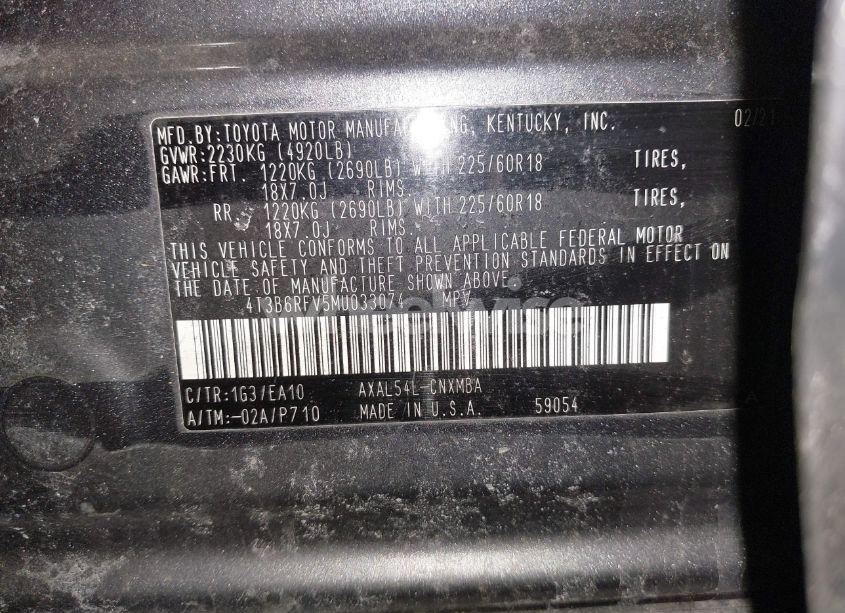 MFD.BY:TOYOTA MOTOR MANUFACTURING, KENTUCKY, INC. 02/21
GVWR:2230KG (4920LB)
GAWR:FRT. 1220KG (2690LB) WITH 225/60R18 TIRES,
18X7.0J RIMS,
RR. 1220KG (2690LB) WITH 225/60R18 TIRES,
18X7.0J RIMS,
THIS VEHICLE CONFORMS TO ALL APPLICABLE FEDERAL MOTOR
VEHICLE SAFETY AND THEFT PREVENTION STANDARDS IN EFFECT ON
THE DATE OF MANUFACTURE SHOWN ABOVE.
4T3B6RFV5MU033074 MPV
C/TR:1G3/EA10 AXAL54L-CNXMBA
A/TM:-02A/P710 MADE IN U.S.A. 59054